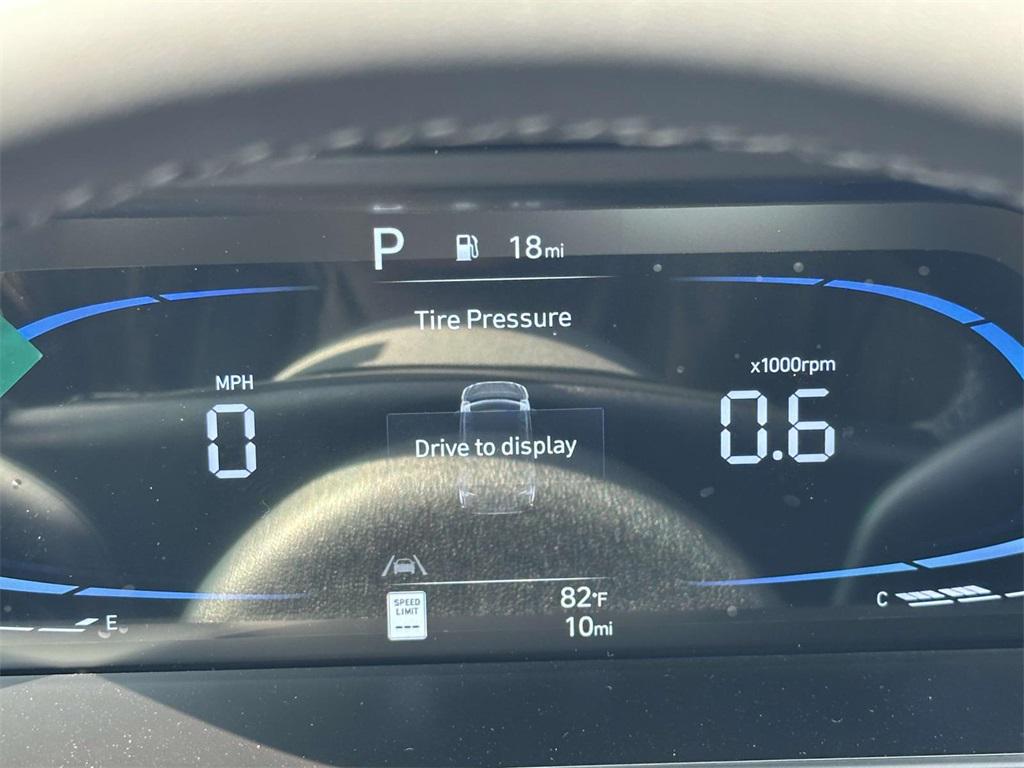 P 18mi
Tire Pressure
MPH
x1000rpm
0
0.6
Drive to display
SPEED
LIMIT
---
82°F
10mi
E
C